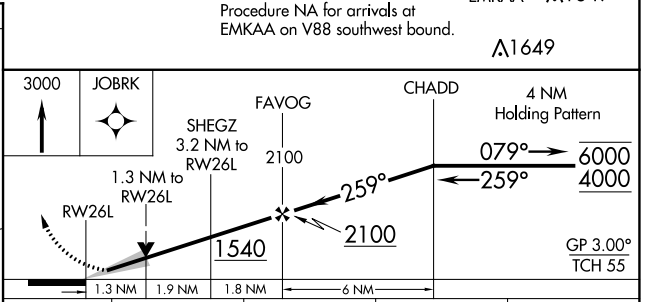 Procedure NA for arrivals at
EMKAA on V88 southwest bound.
1649
3000
JOBRK
FAVOG
CHADD
4 NM
Holding Pattern
SHEGZ
3.2 NM to
RW26L
2100
079°
6000
4000
259°
1.3 NM to
RW26L
259°
RW26L
1540
2100
GP 3.00°
TCH 55
1.3 NM
1.9 NM
1.8 NM
6 NM